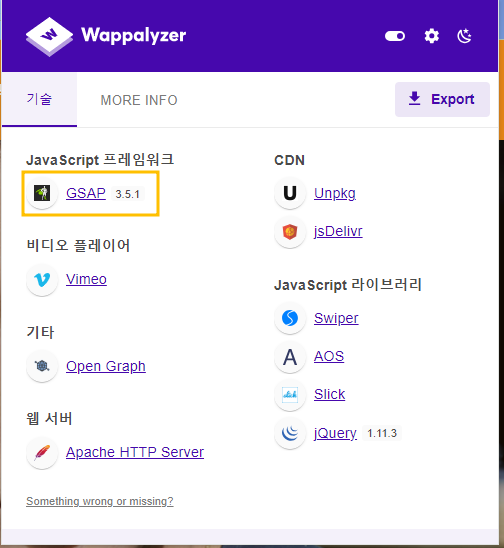 Wappalyzer
기술
MORE INFO
Export
JavaScript 프레임워크
GSAP 3.5.1
비디오 플레이어
Vimeo
기타
Open Graph
웹 서버
Apache HTTP Server
Something wrong or missing?
CDN
Unpkg
jsDelivr
JavaScript 라이브러리
Swiper
AOS
Slick
jQuery 1.11.3